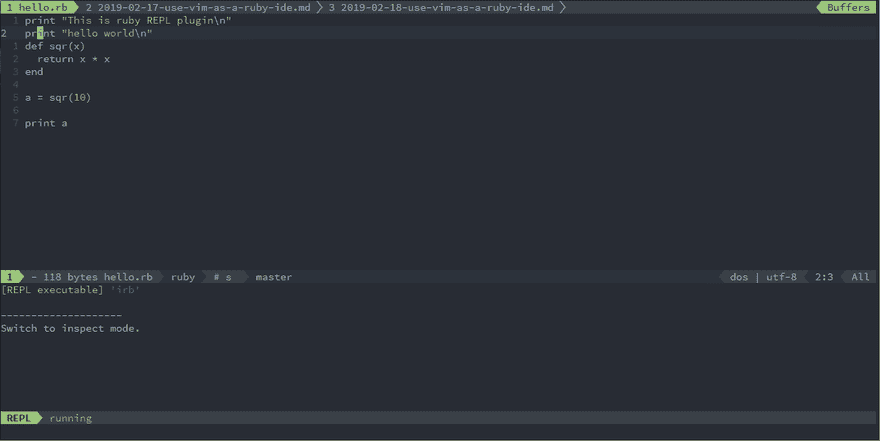 1 hello.rb 2 2019-02-17-use-vim-as-a-ruby-ide.md 3 2019-02-18-use-vim-as-a-ruby-ide.md Buffers
1 print "This is ruby REPL plugin\n"
2 print "hello world\n"
1 def sqr(x)
2 return x * x
3 end
4
5 a = sqr(10)
6
7 print a
1 - 118 bytes hello.rb ruby # s master dos | utf-8 2:3 All
[REPL executable] 'irb'
--------------------
Switch to inspect mode.
REPL running